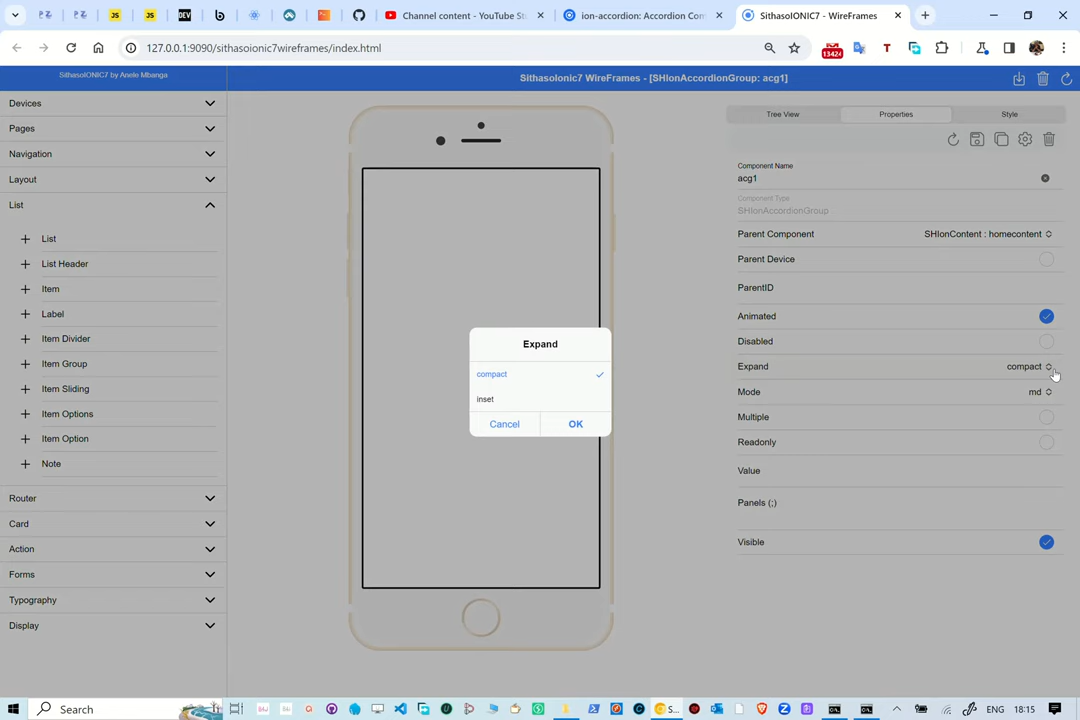 Channel content - YouTube St
ion-accordion: Accordion Com
SithasoIONIC7 - WireFrames
127.0.0.1:9090/sithasoionic7wireframes/index.html
13424
SithasoIONIC7 by Anele Mbanga
SithasoIonic7 WireFrames - [SHIonAccordionGroup: acg1]
Devices
Pages
Navigation
Layout
List
List
List Header
Item
Label
Item Divider
Item Group
Item Sliding
Item Options
Item Option
Note
Router
Card
Action
Forms
Typography
Display
Expand
compact
inset
Cancel
OK
Tree View
Properties
Style
Component Name
acg1
Component Type
SHIonAccordionGroup
Parent Component
SHIonContent : homecontent
Parent Device
ParentID
Animated
Disabled
Expand
compact
Mode
md
Multiple
Readonly
Value
Panels (;)
Visible
Search
S...
ENG
18:15